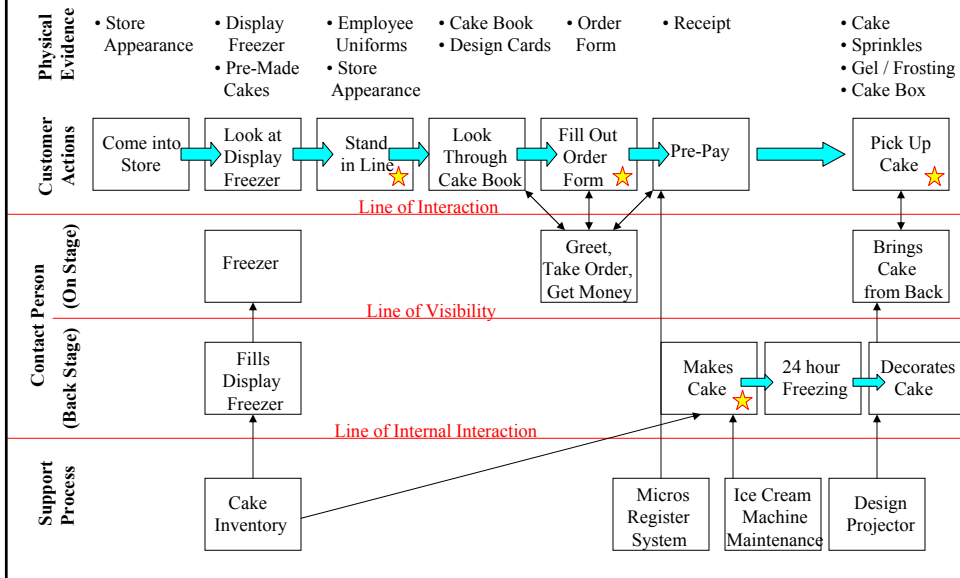 Physical
Evidence
• Store
Appearance
• Display
Freezer
• Pre-Made
Cakes
• Employee
Uniforms
• Store
Appearance
• Cake Book
• Design Cards
• Order
Form
• Receipt
• Cake
• Sprinkles
• Gel / Frosting
• Cake Box
Customer
Actions
Come into
Store
Look at
Display
Freezer
Stand
in Line
Look
Through
Cake Book
Fill Out
Order
Form
Pre-Pay
Pick Up
Cake
Line of Interaction
Contact Person
(On Stage)
Freezer
Greet,
Take Order,
Get Money
Brings
Cake
from Back
Line of Visibility
(Back Stage)
Fills
Display
Freezer
Makes
Cake
24 hour
Freezing
Decorates
Cake
Line of Internal Interaction
Support
Process
Cake
Inventory
Micros
Register
System
Ice Cream
Machine
Maintenance
Design
Projector